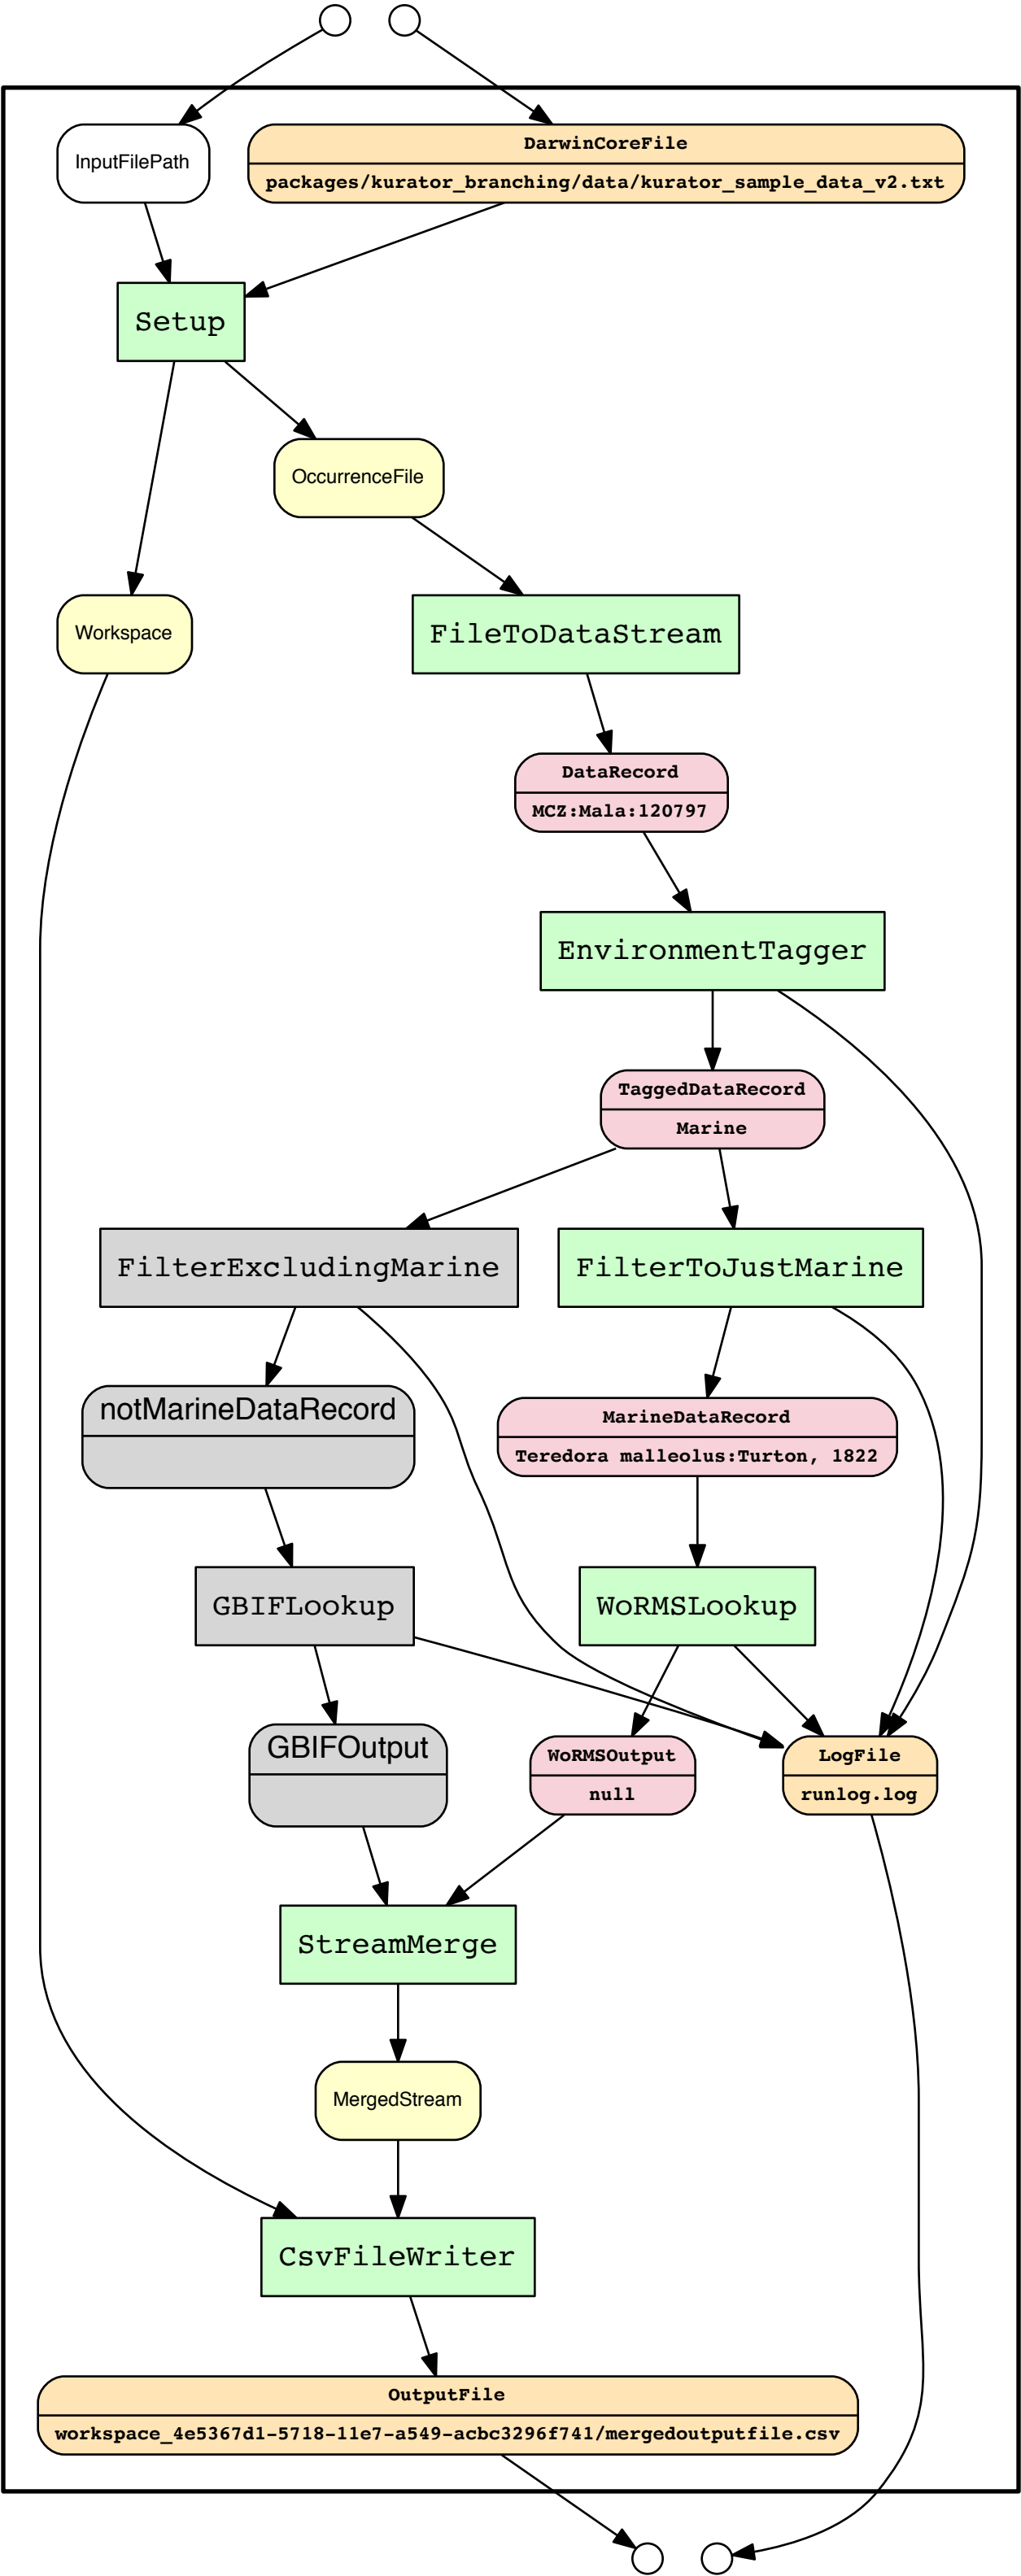 InputFilePath
DarwinCoreFile
packages/kurator_branching/data/kurator_sample_data_v2.txt
Setup
OccurrenceFile
Workspace
FileToDataStream
DataRecord
MCZ:Mala:120797
EnvironmentTagger
TaggedDataRecord
Marine
FilterExcludingMarine
FilterToJustMarine
notMarineDataRecord
MarineDataRecord
Teredora malleolus:Turton, 1822
GBIFLookup
WoRMSLookup
GBIFOutput
WoRMSOutput
null
LogFile
runlog.log
StreamMerge
MergedStream
CsvFileWriter
OutputFile
workspace_4e5367d1-5718-11e7-a549-acbc3296f741/mergedoutputfile.csv